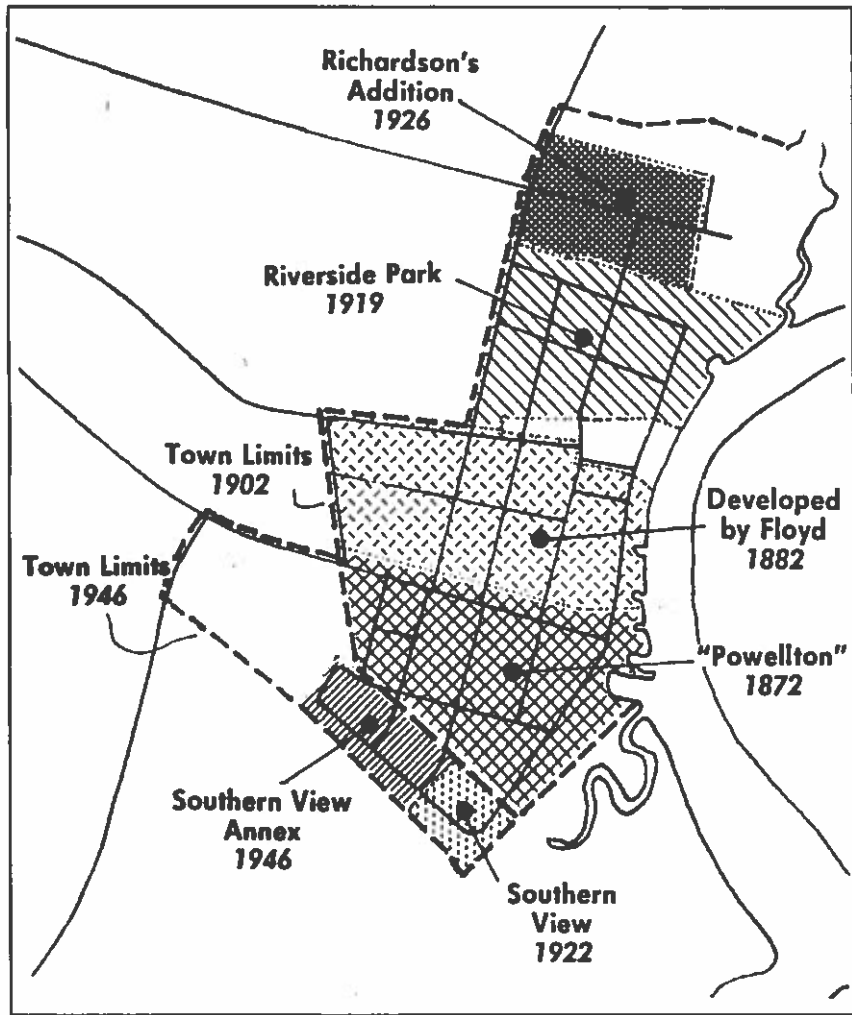 Richardson's
Addition
1926
Riverside Park
1919
Town Limits
1902
Developed
by Floyd
1882
Town Limits
1946
"Powellton"
1872
Southern View
Annex
1946
Southern
View
1922